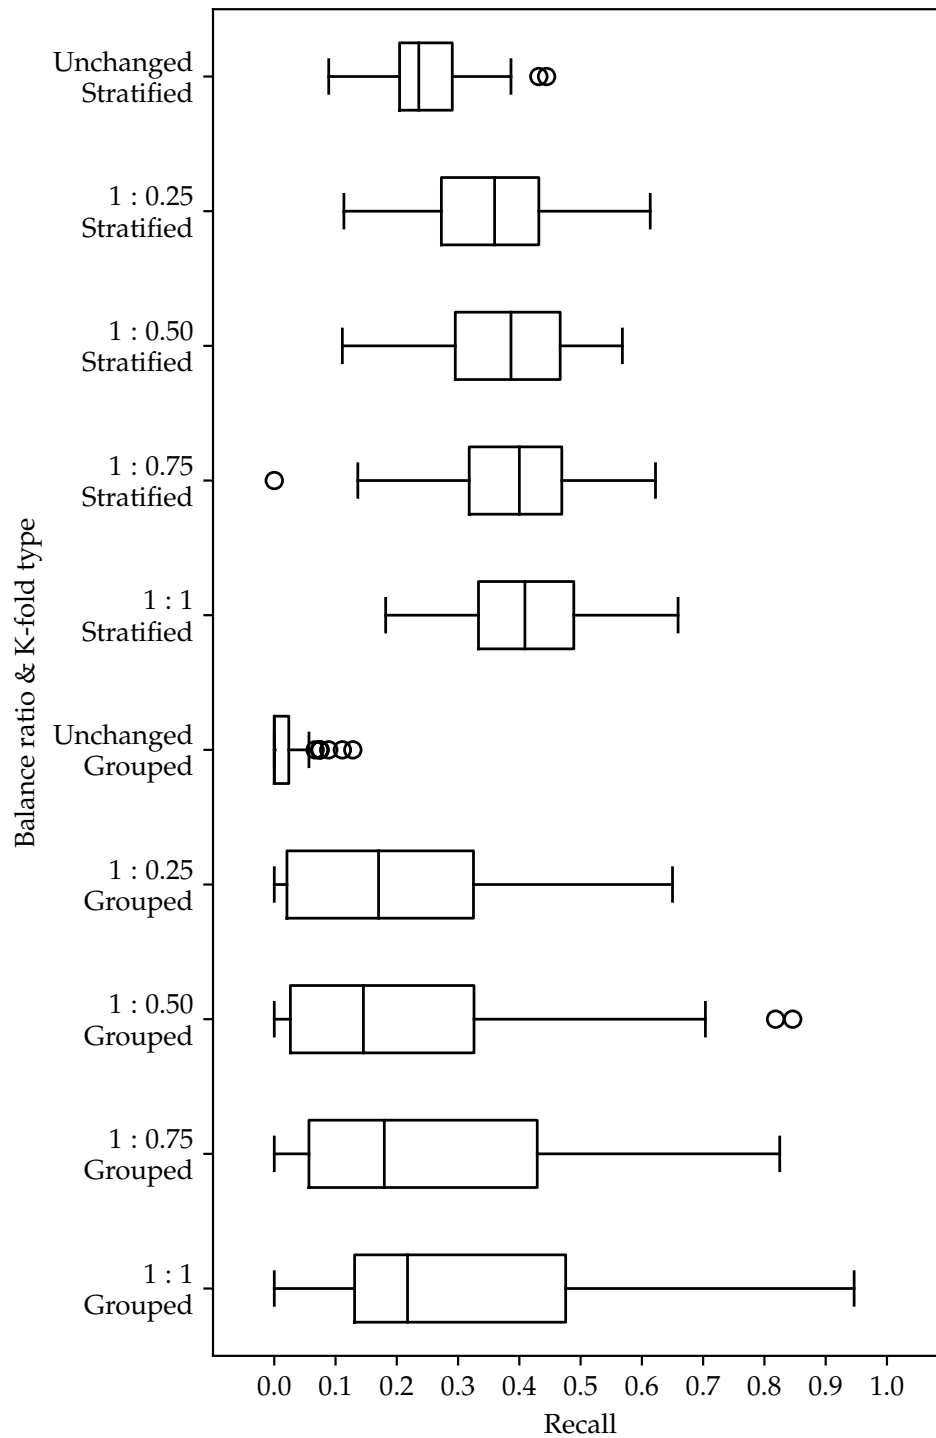 Unchanged
Stratified
1 : 0.25
Stratified
1 : 0.50
Stratified
1 : 0.75
Stratified
1 : 1
Stratified
Balance ratio & K-fold type
Unchanged
Grouped
1 : 0.25
Grouped
1 : 0.50
Grouped
1 : 0.75
Grouped
1 : 1
Grouped
0.0 0.1 0.2 0.3 0.4 0.5 0.6 0.7 0.8 0.9 1.0
Recall